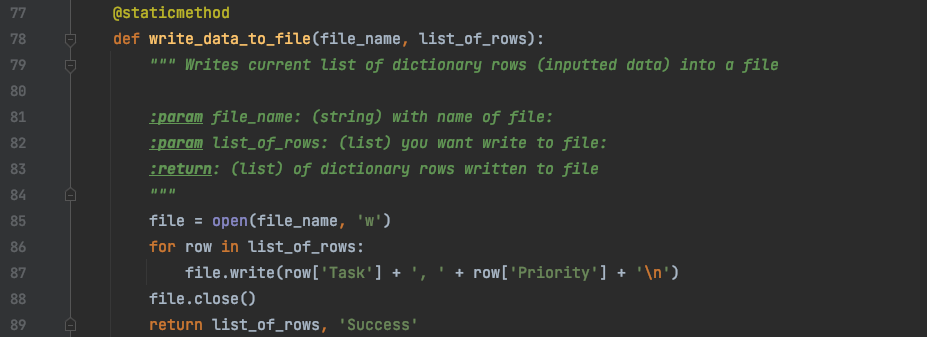 77 @staticmethod
78 def write_data_to_file(file_name, list_of_rows):
79 """ Writes current list of dictionary rows (inputted data) into a file
80
81 :param file_name: (string) with name of file:
82 :param list_of_rows: (list) you want write to file:
83 :return: (list) of dictionary rows written to file
84 """
85 file = open(file_name, 'w')
86 for row in list_of_rows:
87 file.write(row['Task'] + ', ' + row['Priority'] + '\n')
88 file.close()
89 return list_of_rows, 'Success'